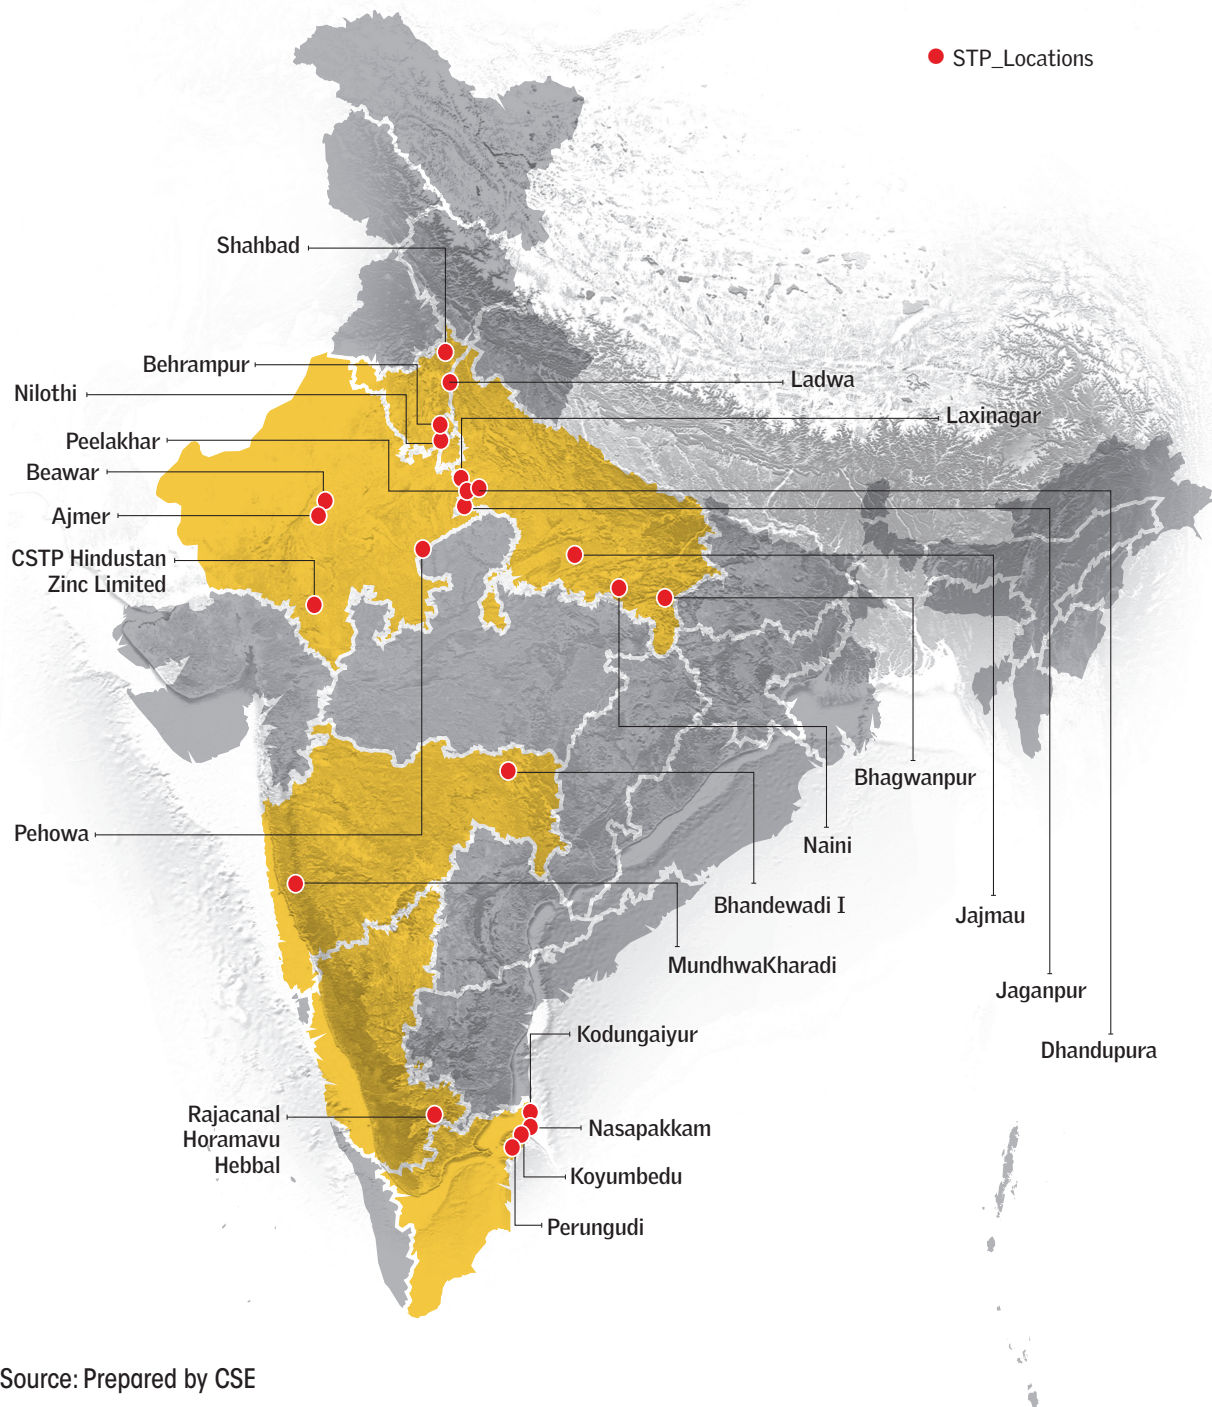 STP_Locations
Shahbad
Behrampur
Ladwa
Nilothi
Laxinagar
Peelakhar
Beawar
Ajmer
CSTP Hindustan
Zinc Limited
Bhagwanpur
Pehowa
Naini
Bhandewadi I
Jajmau
MundhwaKharadi
Jaganpur
Kodungaiyur
Dhandupura
Rajacanal
Horamavu
Hebbal
Nasapakkam
Koyumbedu
Perungudi
Source: Prepared by CSE